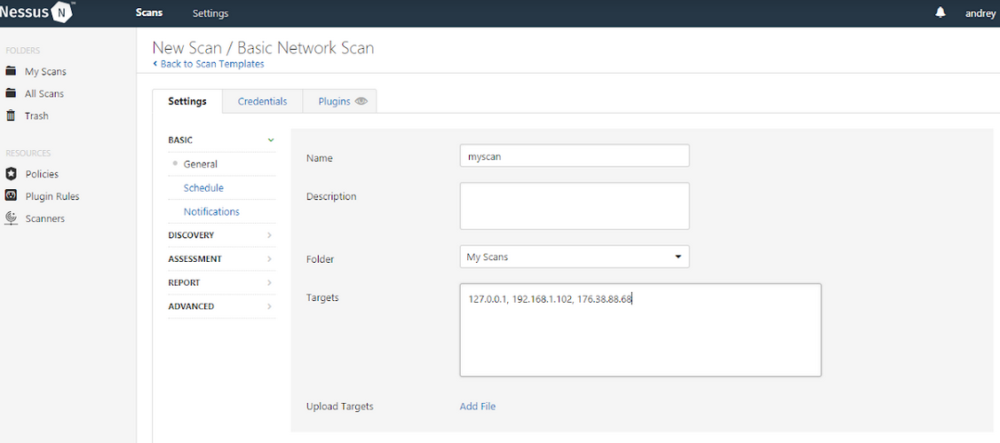 Nessus N Scans Settings andrey
FOLDERS
My Scans
All Scans
Trash
RESOURCES
Policies
Plugin Rules
Scanners
New Scan / Basic Network Scan
Back to Scan Templates
Settings Credentials Plugins
BASIC
General
Schedule
Notifications
DISCOVERY
ASSESSMENT
REPORT
ADVANCED
Name myscan
Description
Folder My Scans
Targets 127.0.0.1, 192.168.1.102, 176.38.88.68
Upload Targets Add File